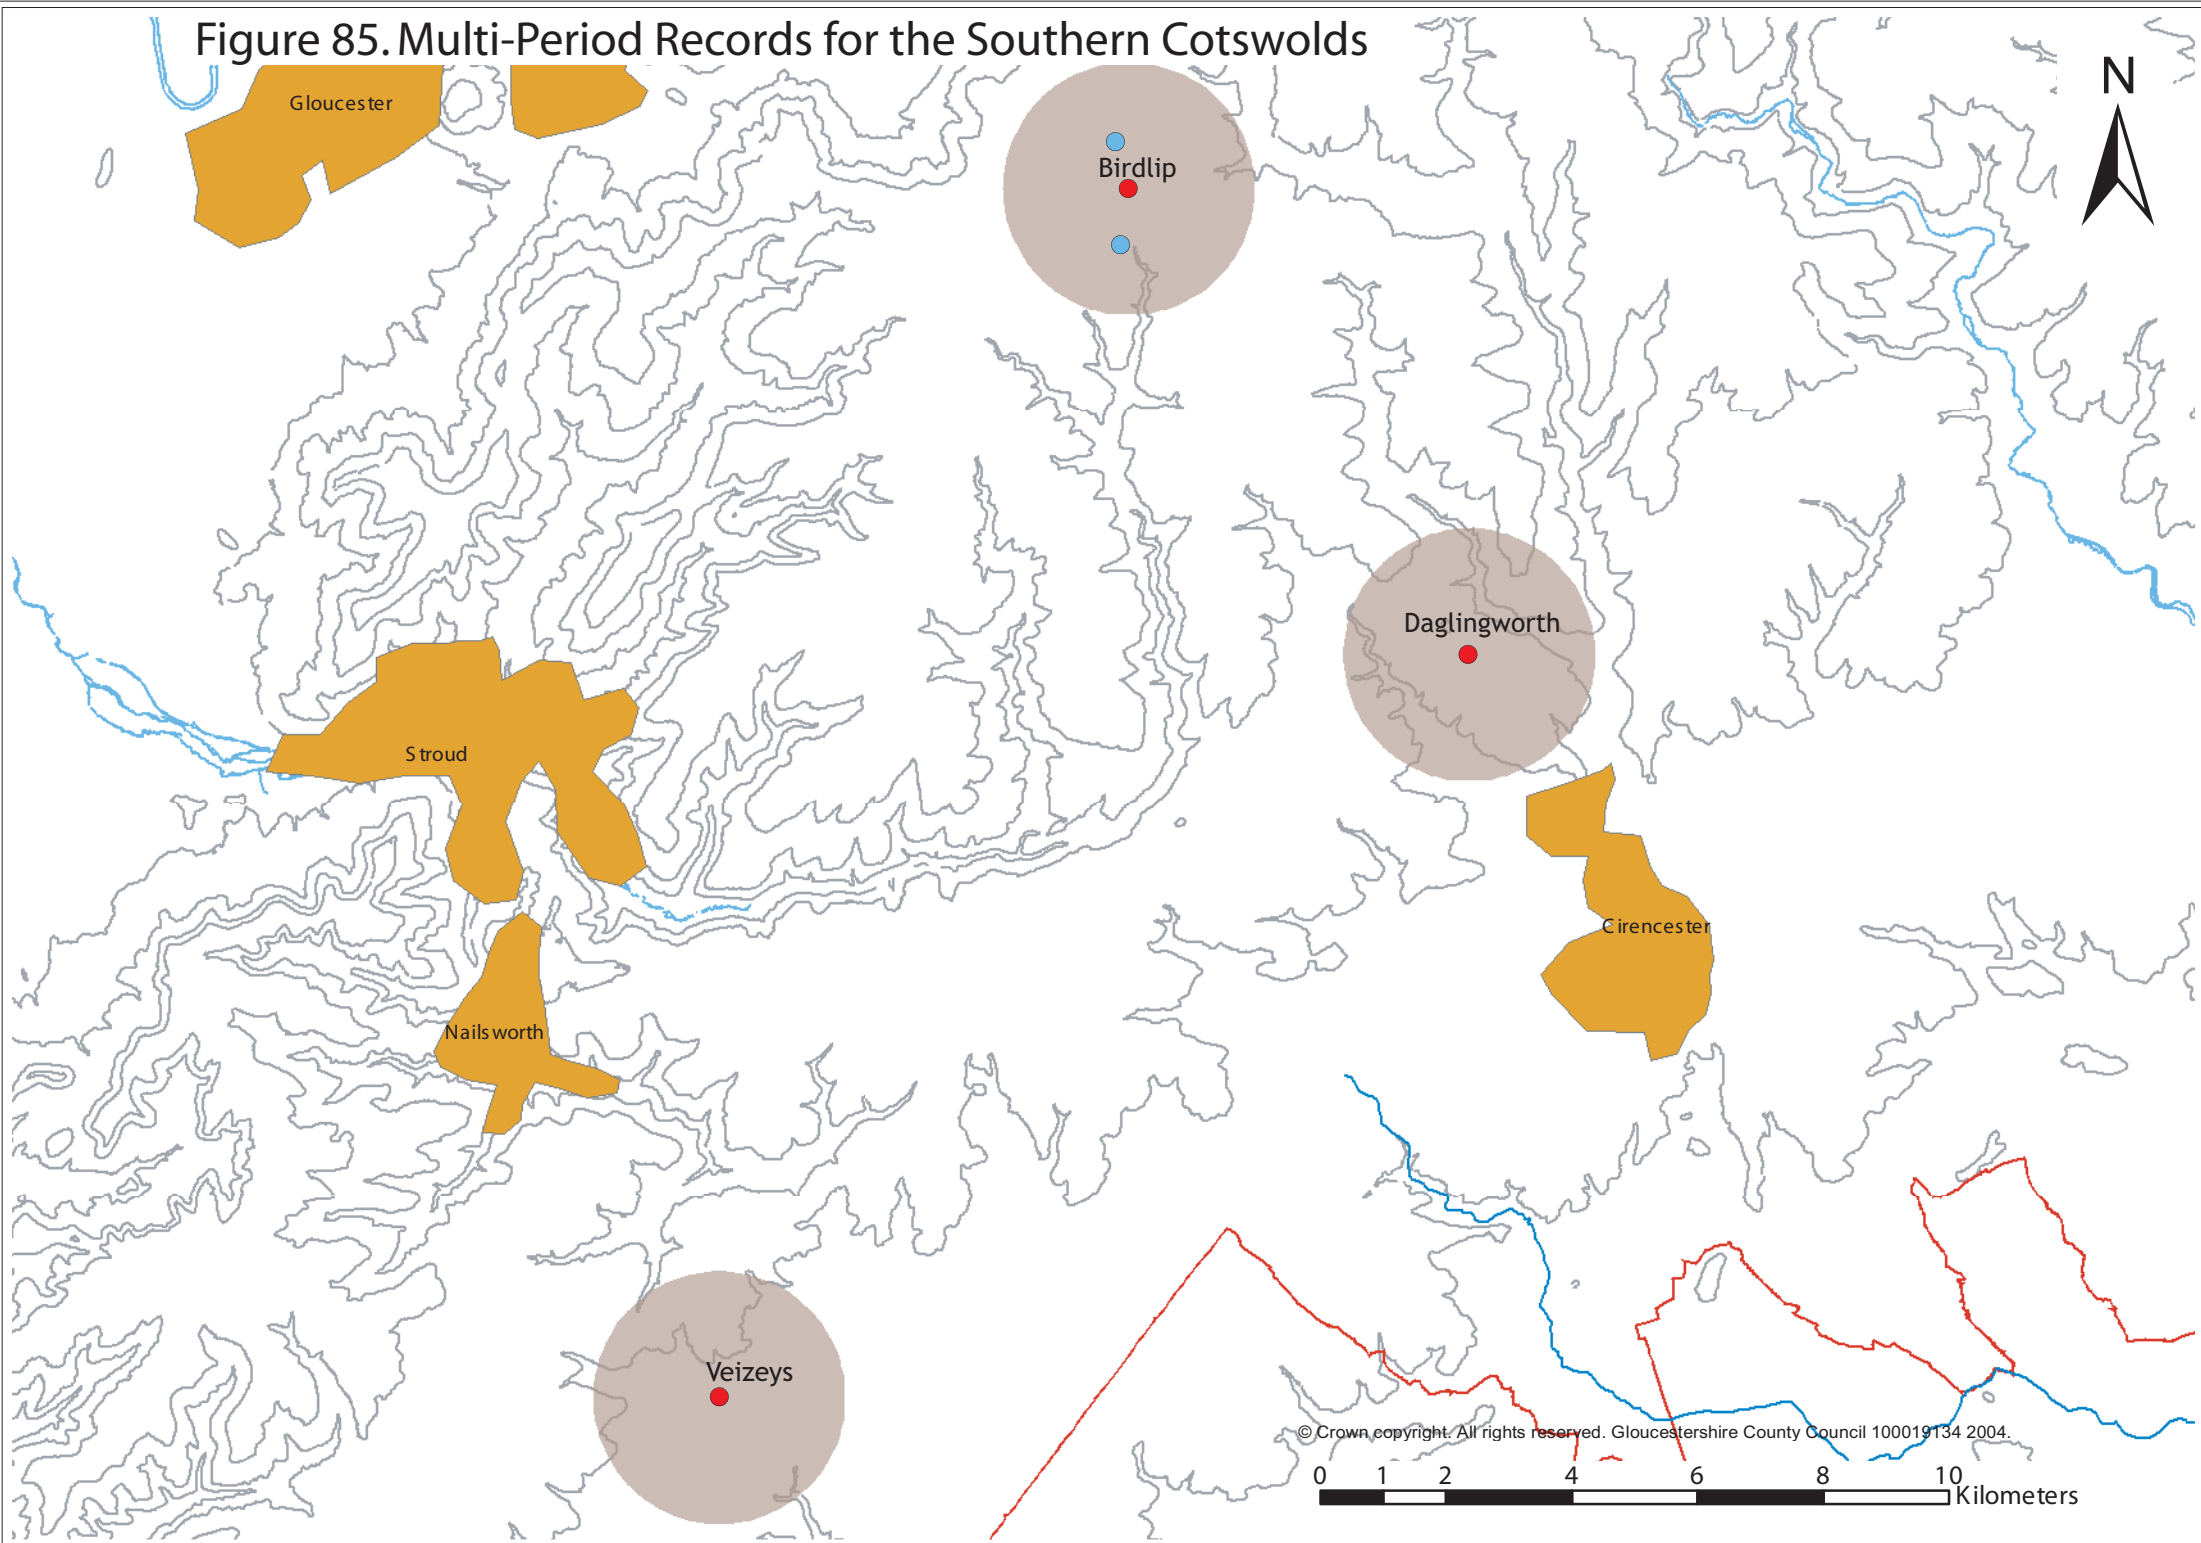 Figure 85. Multi-Period Records for the Southern Cotswolds
N
Gloucester
Birdlip
Daglingworth
Stroud
Cirencester
Nailsworth
Veizeys
© Crown copyright. All rights reserved. Gloucestershire County Council 100019134 2004.
0 1 2 4 6 8 10
Kilometers